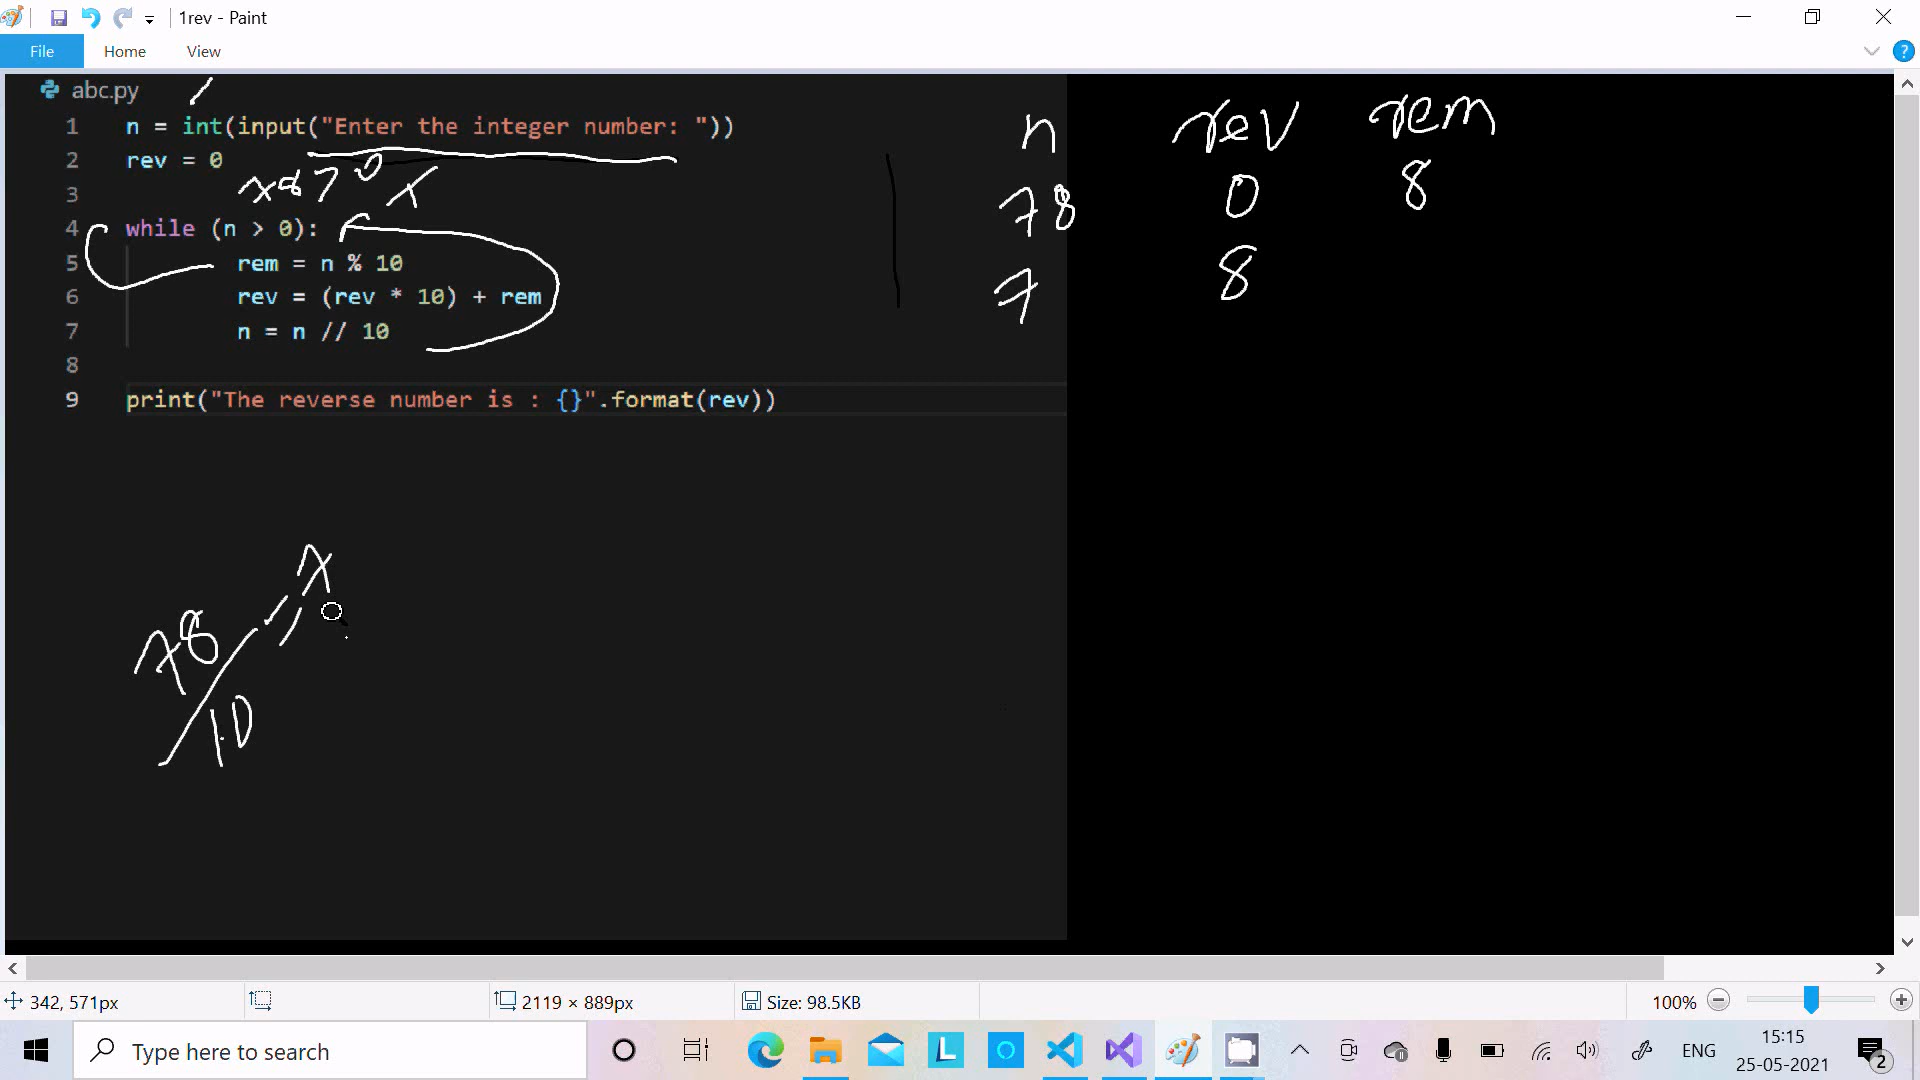 1rev - Paint
File Home View
abc.py
1 n = int(input("Enter the integer number: "))
2 rev = 0
3
4 while (n > 0):
5 rem = n % 10
6 rev = (rev * 10) + rem
7 n = n // 10
8
9 print("The reverse number is : {}".format(rev))
n rev rem
78 0 8
7 8
78 7
10
342, 571px
2119 × 889px
Size: 98.5KB
100%
Type here to search
ENG
15:15
25-05-2021
2